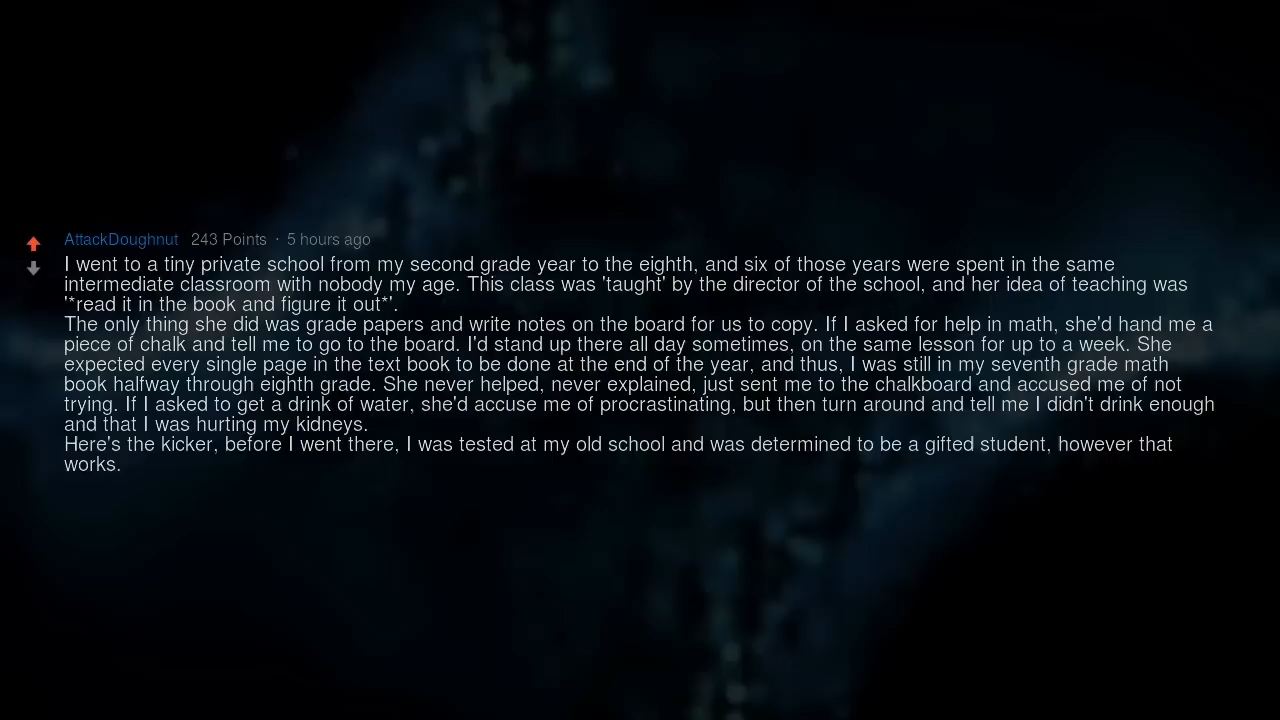 AttackDoughnut 243 Points · 5 hours ago
I went to a tiny private school from my second grade year to the eighth, and six of those years were spent in the same
intermediate classroom with nobody my age. This class was 'taught' by the director of the school, and her idea of teaching was
'*read it in the book and figure it out*'.
The only thing she did was grade papers and write notes on the board for us to copy. If I asked for help in math, she'd hand me a
piece of chalk and tell me to go to the board. I'd stand up there all day sometimes, on the same lesson for up to a week. She
expected every single page in the text book to be done at the end of the year, and thus, I was still in my seventh grade math
book halfway through eighth grade. She never helped, never explained, just sent me to the chalkboard and accused me of not
trying. If I asked to get a drink of water, she'd accuse me of procrastinating, but then turn around and tell me I didn't drink enough
and that I was hurting my kidneys.
Here's the kicker, before I went there, I was tested at my old school and was determined to be a gifted student, however that
works.